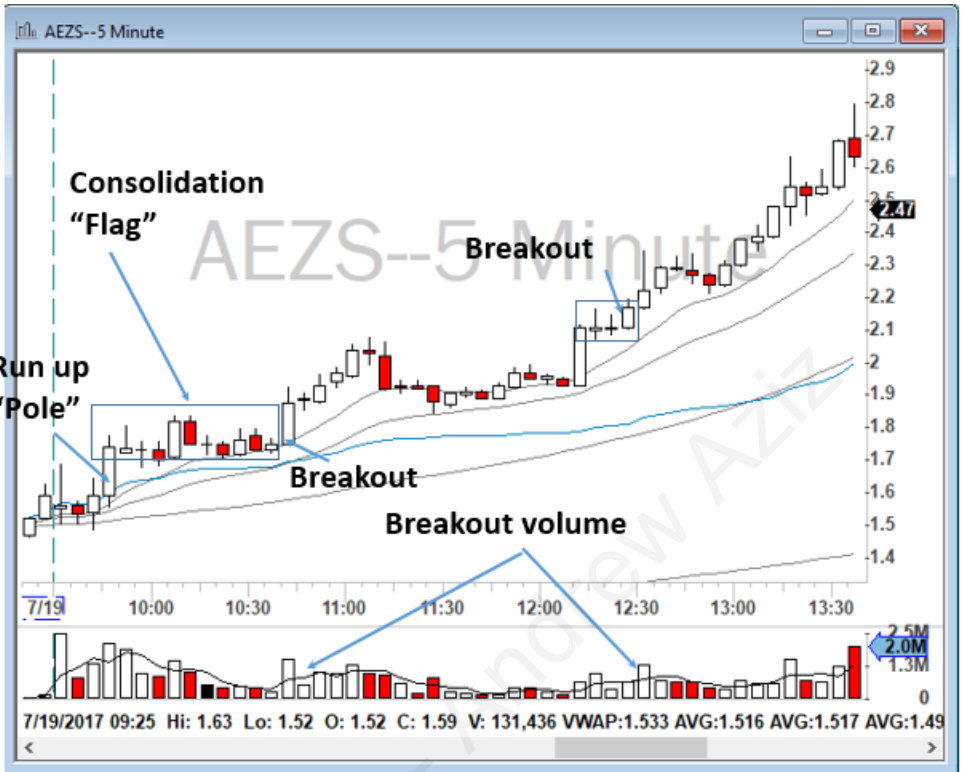 AEZS--5 Minute
2.9
2.8
2.7
2.6
2.5
2.47
2.4
2.3
2.2
2.1
2
1.9
1.8
1.7
1.6
1.5
1.4
AEZS--5 Minute
Consolidation
“Flag”
Breakout
Run up
“Pole”
Breakout
Breakout volume
Andrew Aziz
7/19 10:00 10:30 11:00 11:30 12:00 12:30 13:00 13:30
2.5M
2.0M
1.3M
0
7/19/2017 09:25 Hi: 1.63 Lo: 1.52 O: 1.52 C: 1.59 V: 131,436 VWAP:1.533 AVG:1.516 AVG:1.517 AVG:1.49